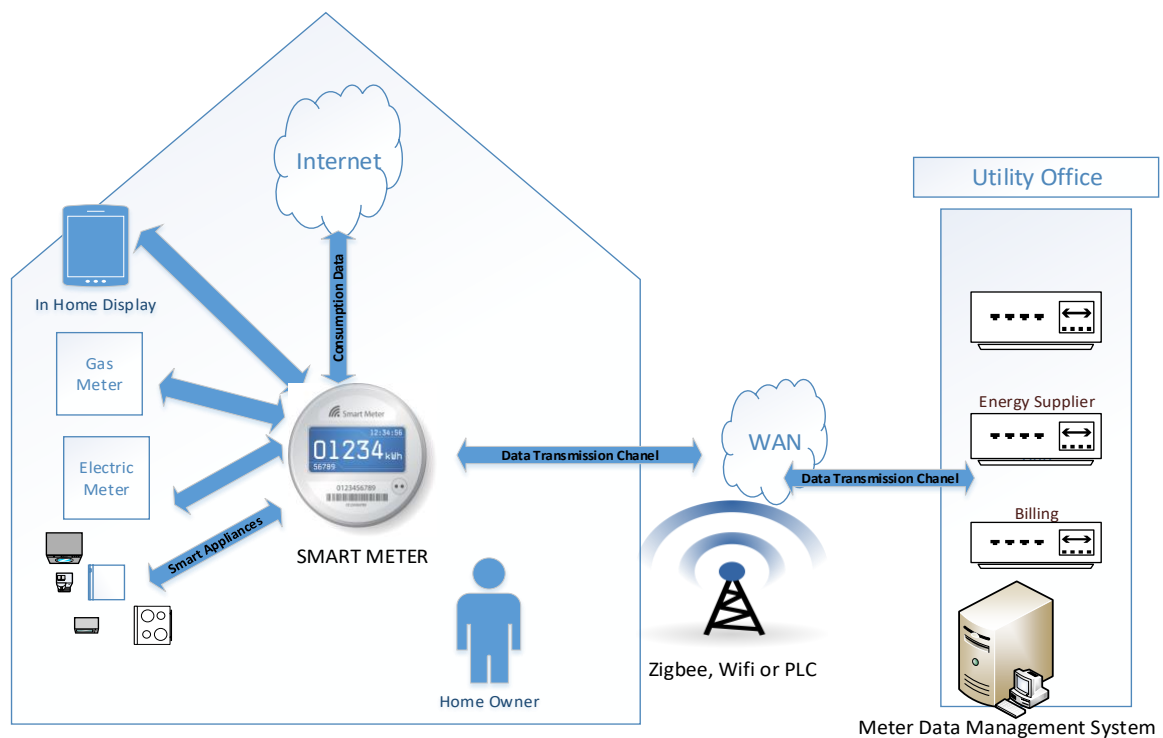 Internet
Utility Office
In Home Display
Consumption Data
Gas
Meter
Energy Supplier
Smart Meter
12:34:56
01234 kWh
56789
0123456789
WAN
Electric
Meter
Data Transmission Chanel
Data Transmission Chanel
Billing
Smart Appliances
SMART METER
Zigbee, Wifi or PLC
Home Owner
Meter Data Management System